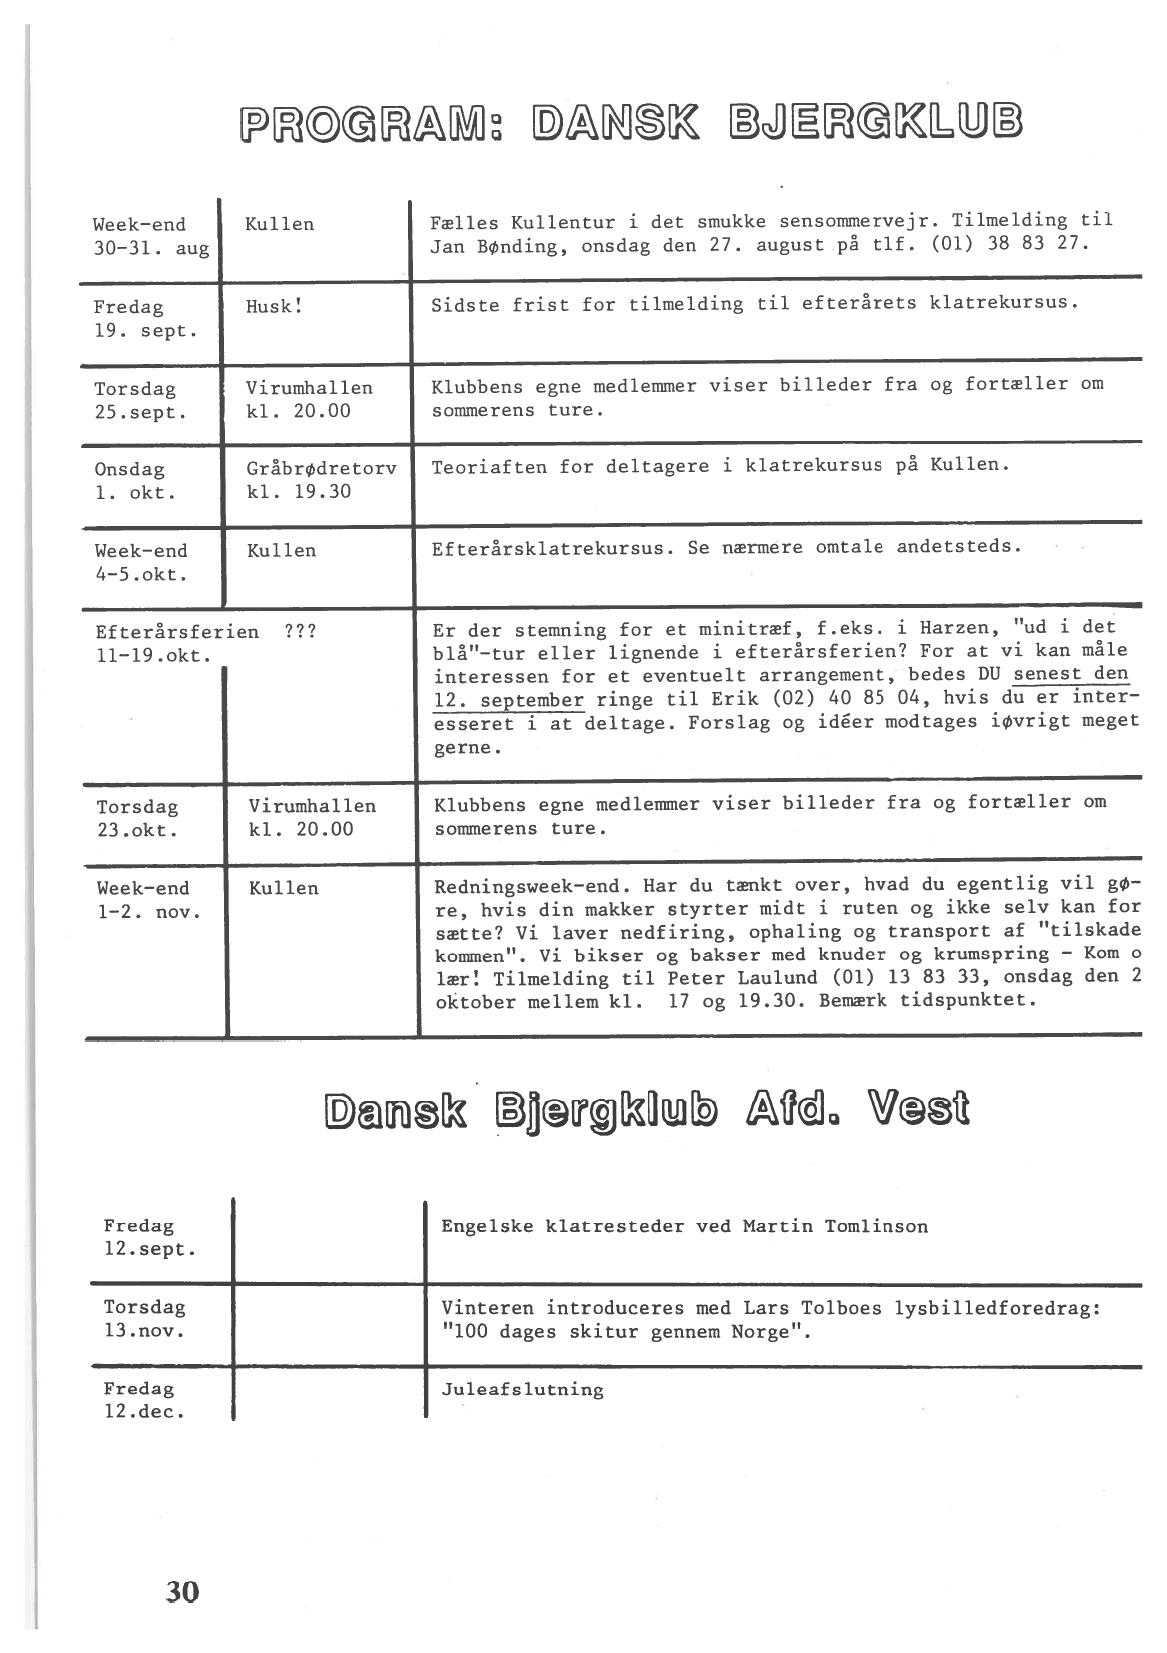 PROGRAM: DANSK BJERGKLUB
Week-end
30-31. aug
Kullen
Fælles Kullentur i det smukke sensommervejr. Tilmelding til
Jan Bønding, onsdag den 27. august på tlf. (01) 38 83 27.
Fredag
19. sept.
Husk!
Sidste frist for tilmelding til efterårets klatrekursus.
Torsdag
25.sept.
Virumhallen
kl. 20.00
Klubbens egne medlemmer viser billeder fra og fortæller om
sommerens ture.
Onsdag
1. okt.
Gråbrødretorv
kl. 19.30
Teoriaften for deltagere i klatrekursus på Kullen.
Week-end
4-5.okt.
Kullen
Efterårsklatrekursus. Se nærmere omtale andetsteds.
Efterårsferien ???
11-19.okt.
Er der stemning for et minitræf, f.eks. i Harzen, "ud i det
blå"-tur eller lignende i efterårsferien? For at vi kan måle
interessen for et eventuelt arrangement, bedes DU senest den
12. september ringe til Erik (02) 40 85 04, hvis du er inter-
esseret i at deltage. Forslag og idéer modtages iøvrigt meget
gerne.
Torsdag
23.okt.
Virumhallen
kl. 20.00
Klubbens egne medlemmer viser billeder fra og fortæller om
sommerens ture.
Week-end
1-2. nov.
Kullen
Redningsweek-end. Har du tænkt over, hvad du egentlig vil gø-
re, hvis din makker styrter midt i ruten og ikke selv kan for
sætte? Vi laver nedfiring, ophaling og transport af "tilskade
kommen". Vi bikser og bakser med knuder og krumspring - Kom o
lær! Tilmelding til Peter Laulund (01) 13 83 33, onsdag den 2
oktober mellem kl. 17 og 19.30. Bemærk tidspunktet.
Dansk Bjergklub Afd. Vest
Fredag
12.sept.
Engelske klatresteder ved Martin Tomlinson
Torsdag
13.nov.
Vinteren introduceres med Lars Tolboes lysbilledforedrag:
"100 dages skitur gennem Norge".
Fredag
12.dec.
Juleafslutning
30